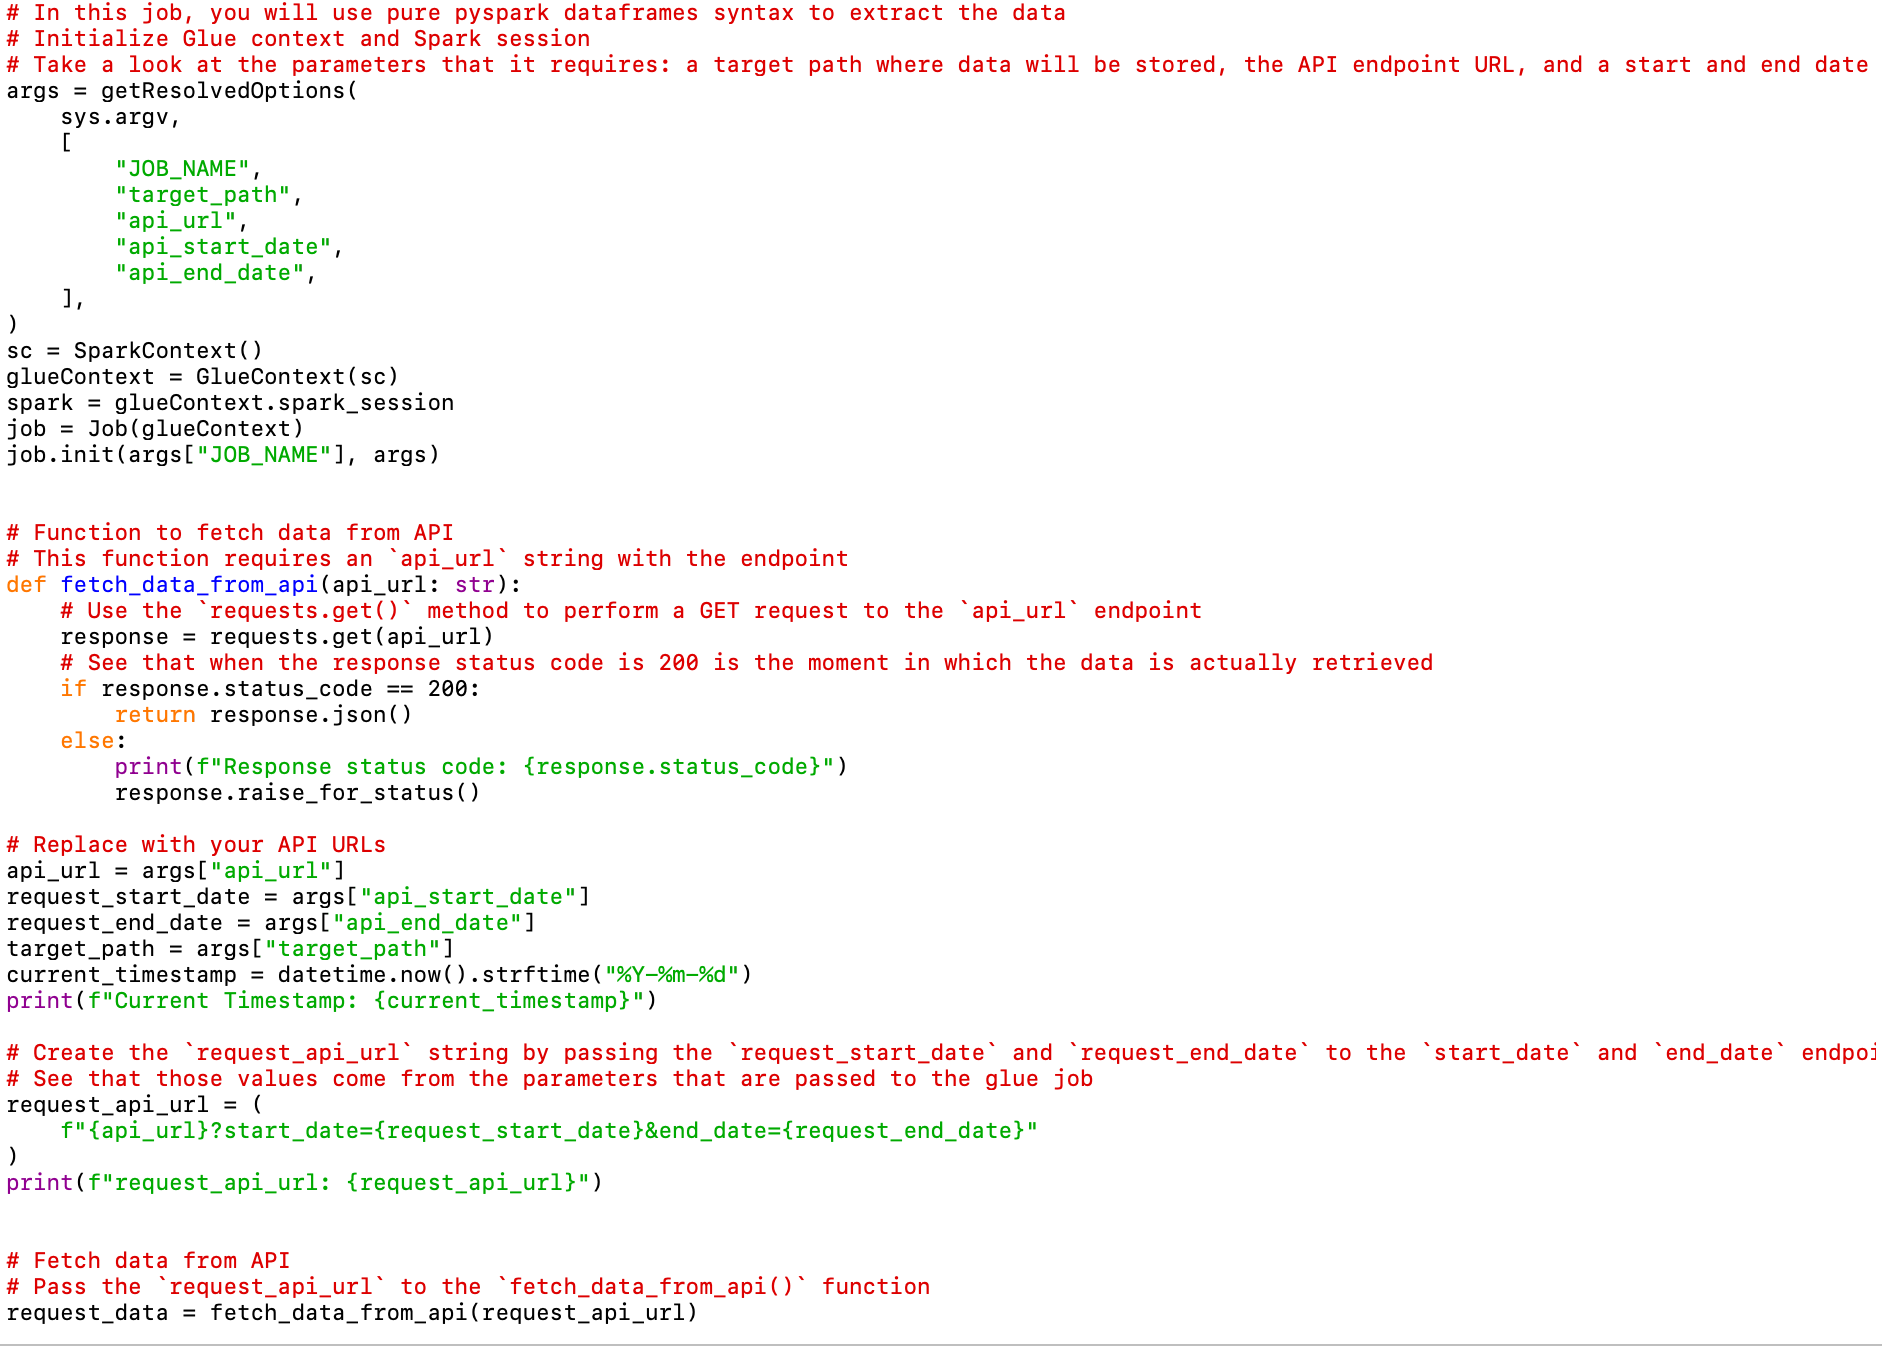 # In this job, you will use pure pyspark dataframes syntax to extract the data
# Initialize Glue context and Spark session
# Take a look at the parameters that it requires: a target path where data will be stored, the API endpoint URL, and a start and end date
args = getResolvedOptions(
    sys.argv,
    [
        "JOB_NAME",
        "target_path",
        "api_url",
        "api_start_date",
        "api_end_date",
    ],
)
sc = SparkContext()
glueContext = GlueContext(sc)
spark = glueContext.spark_session
job = Job(glueContext)
job.init(args["JOB_NAME"], args)
# Function to fetch data from API
# This function requires an `api_url` string with the endpoint
def fetch_data_from_api(api_url: str):
    # Use the `requests.get()` method to perform a GET request to the `api_url` endpoint
    response = requests.get(api_url)
    # See that when the response status code is 200 is the moment in which the data is actually retrieved
    if response.status_code == 200:
        return response.json()
    else:
        print(f"Response status code: {response.status_code}")
        response.raise_for_status()
# Replace with your API URLs
api_url = args["api_url"]
request_start_date = args["api_start_date"]
request_end_date = args["api_end_date"]
target_path = args["target_path"]
current_timestamp = datetime.now().strftime("%Y-%m-%d")
print(f"Current Timestamp: {current_timestamp}")
# Create the `request_api_url` string by passing the `request_start_date` and `request_end_date` to the `start_date` and `end_date` endpoi
# See that those values come from the parameters that are passed to the glue job
request_api_url = (
    f"{api_url}?start_date={request_start_date}&end_date={request_end_date}"
)
print(f"request_api_url: {request_api_url}")
# Fetch data from API
# Pass the `request_api_url` to the `fetch_data_from_api()` function
request_data = fetch_data_from_api(request_api_url)